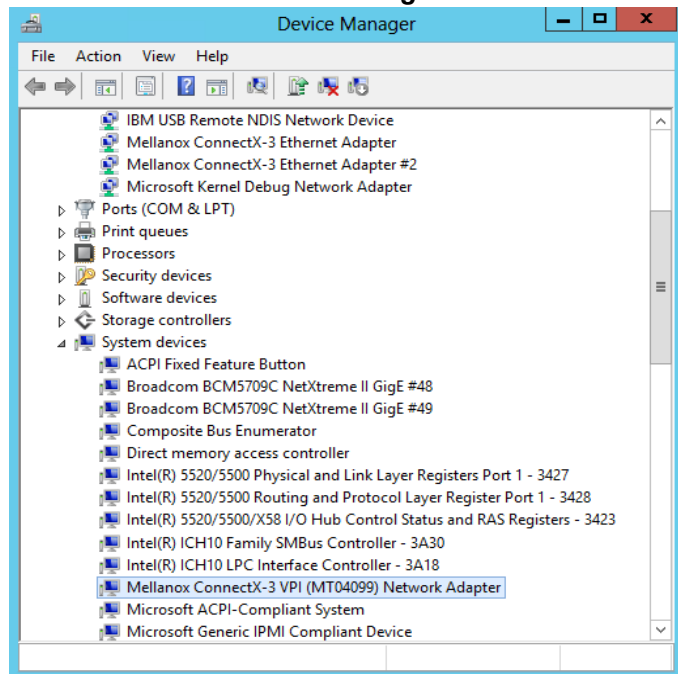 Device Manager
File Action View Help
IBM USB Remote NDIS Network Device
Mellanox ConnectX-3 Ethernet Adapter
Mellanox ConnectX-3 Ethernet Adapter #2
Microsoft Kernel Debug Network Adapter
Ports (COM & LPT)
Print queues
Processors
Security devices
Software devices
Storage controllers
System devices
ACPI Fixed Feature Button
Broadcom BCM5709C NetXtreme II GigE #48
Broadcom BCM5709C NetXtreme II GigE #49
Composite Bus Enumerator
Direct memory access controller
Intel(R) 5520/5500 Physical and Link Layer Registers Port 1 - 3427
Intel(R) 5520/5500 Routing and Protocol Layer Register Port 1 - 3428
Intel(R) 5520/5500/X58 I/O Hub Control Status and RAS Registers - 3423
Intel(R) ICH10 Family SMBus Controller - 3A30
Intel(R) ICH10 LPC Interface Controller - 3A18
Mellanox ConnectX-3 VPI (MT04099) Network Adapter
Microsoft ACPI-Compliant System
Microsoft Generic IPMI Compliant Device